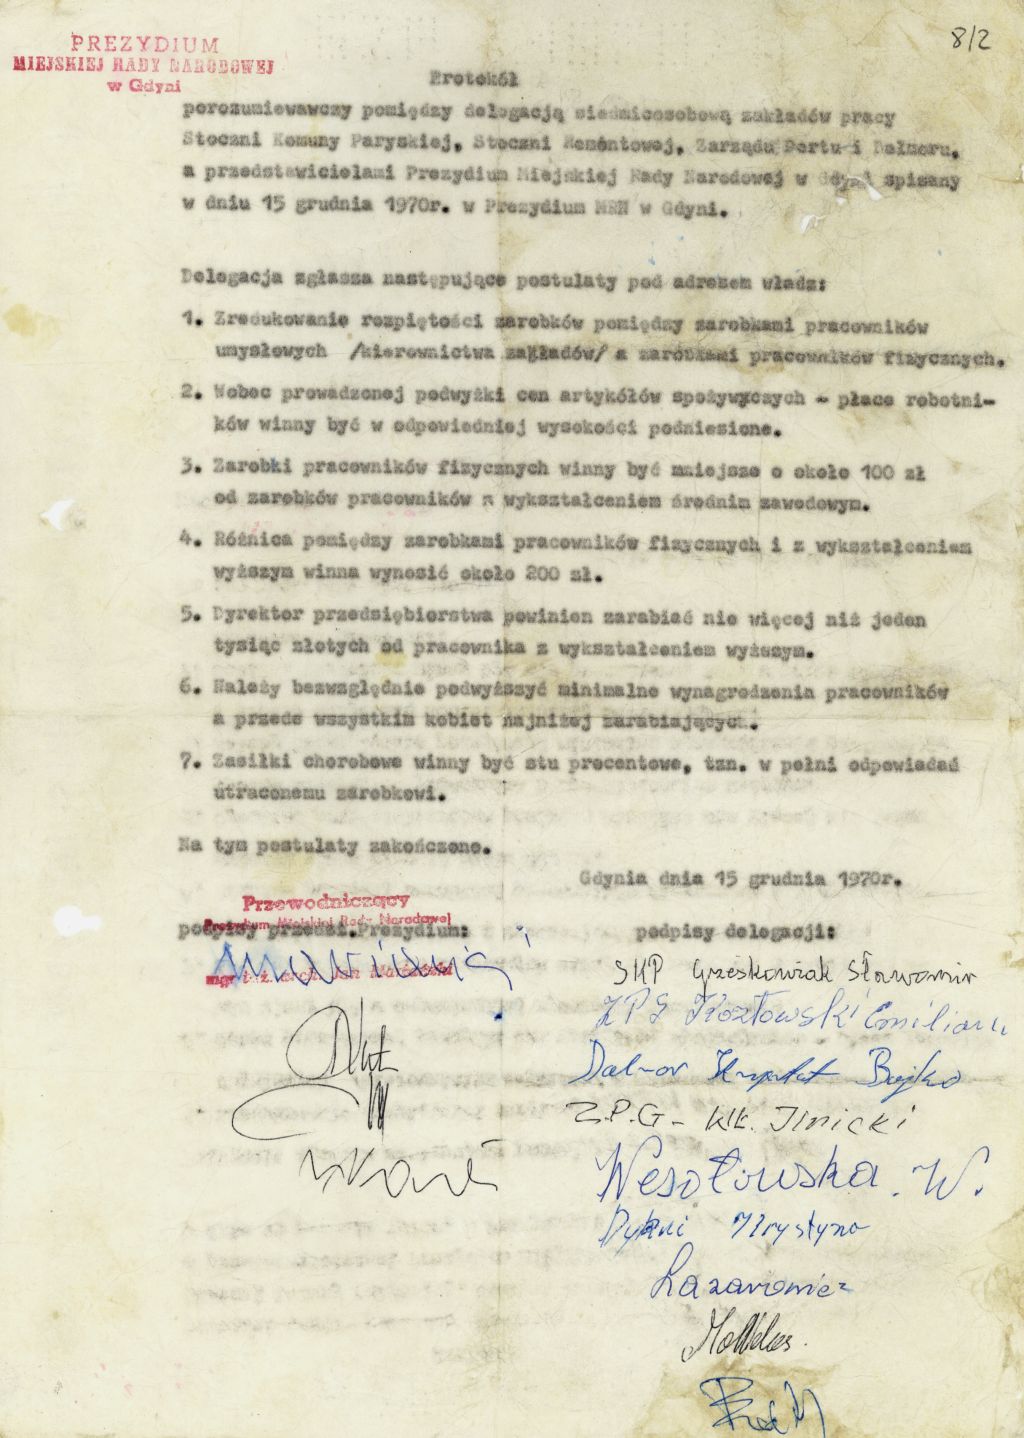 8/2
PREZYDIUM
MIEJSKIEJ RADY NARODOWEJ
w Gdyni
Protokół
porozumiewawczy pomiędzy delegacją siedmioosobową zakładów pracy
Stoczni Komuny Paryskiej, Stoczni Remontowej, Zarządu Portu i Dalmoru,
a przedstawicielami Prezydium Miejskiej Rady Narodowej w Gdyni spisany
w dniu 15 grudnia 1970r. w Prezydium MRN w Gdyni.
Delegacja zgłasza następujące postulaty pod adresem władz:
1. Zredukowanie rozpiętości zarobków pomiędzy zarobkami pracowników
umysłowych /kierownictwa zakładów/ a zarobkami pracowników fizycznych.
2. Wobec prowadzonej podwyżki cen artykółów spożywczych - płace robotni-
ków winny być w odpowiedniej wysokości podniesione.
3. Zarobki pracowników fizycznych winny być mniejsze o około 100 zł
od zarobków pracowników z wykształceniem średnim zawodowym.
4. Różnica pomiędzy zarobkami pracowników fizycznych i z wykształceniem
wyższym winna wynosić około 200 zł.
5. Dyrektor przedsiębiorstwa powinien zarabiać nie więcej niż jeden
tysiąc złotych od pracownika z wykształceniem wyższym.
6. Należy bezwzględnie podwyższyć minimalne wynagrodzenia pracowników
a przede wszystkim kobiet najniżej zarabiających.
7. Zasiłki chorobowe winny być stu procentowe, tzn. w pełni odpowiadać
utraconemu zarobkowi.
Na tym postulaty zakończono.
Gdynia dnia 15 grudnia 1970r.
Przewodniczący
Prezydium Miejskiej Rady Narodowej
podpisy przedst. Prezydium:
podpisy delegacji:
SKP Grzeskowiak Sławomir
ZPG Kozłowski Emilian
Dalmor Bojko
Z.P.G-
Wesołowska. W.
Krystyna
Łazarowicz